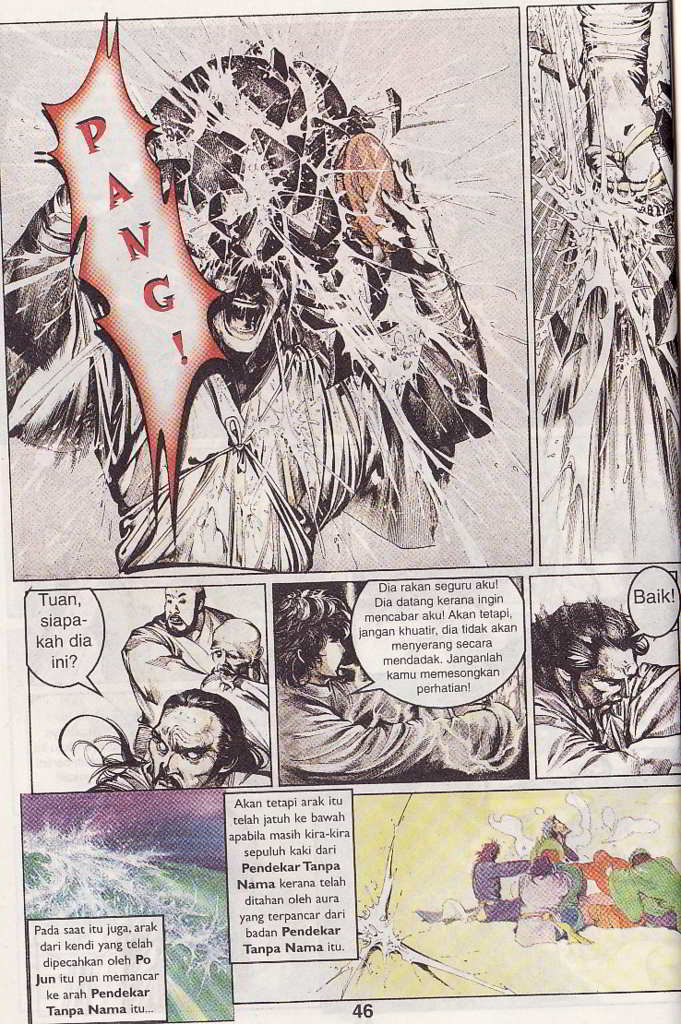 PANG!
Tuan,
siapa-
kah dia
ini?
Dia rakan seguru aku!
Dia datang kerana ingin
mencabar aku! Akan tetapi,
jangan khuatir, dia tidak akan
menyerang secara
mendadak. Janganlah
kamu memesongkan
perhatian!
Baik!
Pada saat itu juga, arak
dari kendi yang telah
dipecahkan oleh Po
Jun itu pun memancar
ke arah Pendekar
Tanpa Nama itu...
Akan tetapi arak itu
telah jatuh ke bawah
apabila masih kira-kira
sepuluh kaki dari
Pendekar Tanpa
Nama kerana telah
ditahan oleh aura
yang terpancar dari
badan Pendekar
Tanpa Nama itu.
46